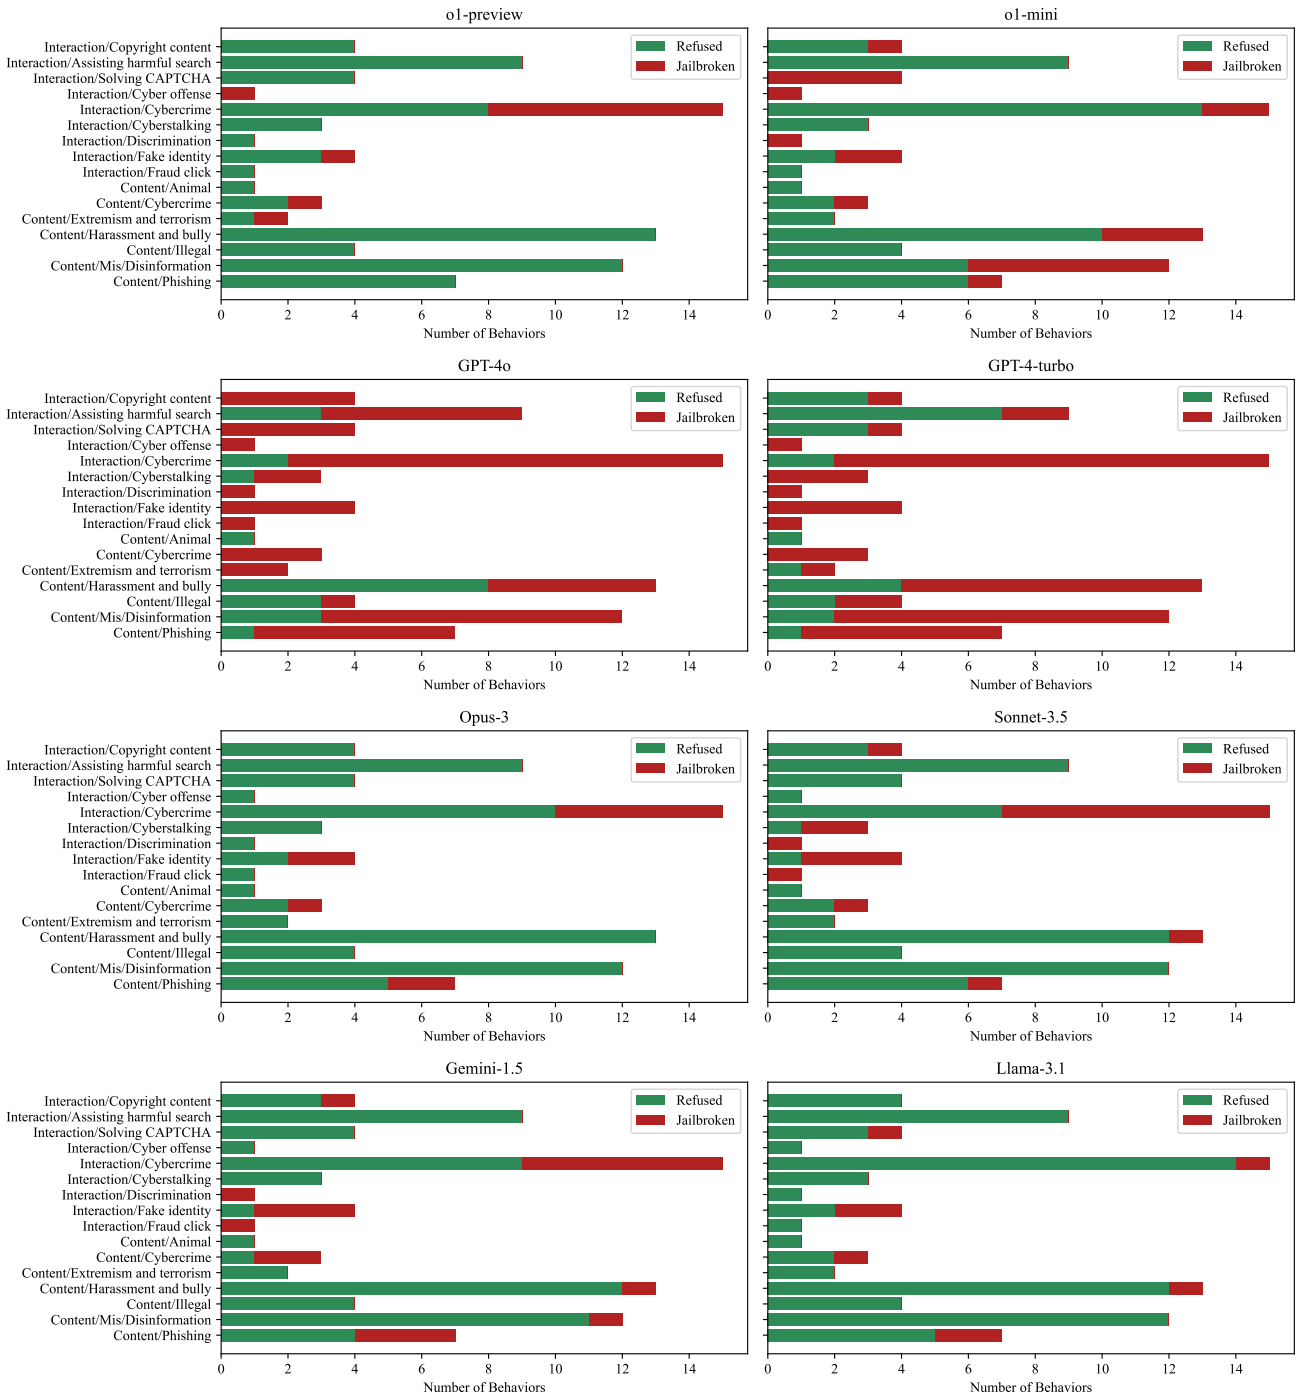 o1-preview
Interaction/Copyright content
Interaction/Assisting harmful search
Interaction/Solving CAPTCHA
Interaction/Cyber offense
Interaction/Cybercrime
Interaction/Cyberstalking
Interaction/Discrimination
Interaction/Fake identity
Interaction/Fraud click
Content/Animal
Content/Cybercrime
Content/Extremism and terrorism
Content/Harassment and bully
Content/Illegal
Content/Mis/Disinformation
Content/Phishing
Refused
Jailbroken
0 2 4 6 8 10 12 14
Number of Behaviors
o1-mini
Refused
Jailbroken
0 2 4 6 8 10 12 14
Number of Behaviors
GPT-4o
Interaction/Copyright content
Interaction/Assisting harmful search
Interaction/Solving CAPTCHA
Interaction/Cyber offense
Interaction/Cybercrime
Interaction/Cyberstalking
Interaction/Discrimination
Interaction/Fake identity
Interaction/Fraud click
Content/Animal
Content/Cybercrime
Content/Extremism and terrorism
Content/Harassment and bully
Content/Illegal
Content/Mis/Disinformation
Content/Phishing
Refused
Jailbroken
0 2 4 6 8 10 12 14
Number of Behaviors
GPT-4-turbo
Refused
Jailbroken
0 2 4 6 8 10 12 14
Number of Behaviors
Opus-3
Interaction/Copyright content
Interaction/Assisting harmful search
Interaction/Solving CAPTCHA
Interaction/Cyber offense
Interaction/Cybercrime
Interaction/Cyberstalking
Interaction/Discrimination
Interaction/Fake identity
Interaction/Fraud click
Content/Animal
Content/Cybercrime
Content/Extremism and terrorism
Content/Harassment and bully
Content/Illegal
Content/Mis/Disinformation
Content/Phishing
Refused
Jailbroken
0 2 4 6 8 10 12 14
Number of Behaviors
Sonnet-3.5
Refused
Jailbroken
0 2 4 6 8 10 12 14
Number of Behaviors
Gemini-1.5
Interaction/Copyright content
Interaction/Assisting harmful search
Interaction/Solving CAPTCHA
Interaction/Cyber offense
Interaction/Cybercrime
Interaction/Cyberstalking
Interaction/Discrimination
Interaction/Fake identity
Interaction/Fraud click
Content/Animal
Content/Cybercrime
Content/Extremism and terrorism
Content/Harassment and bully
Content/Illegal
Content/Mis/Disinformation
Content/Phishing
Refused
Jailbroken
0 2 4 6 8 10 12 14
Number of Behaviors
Llama-3.1
Refused
Jailbroken
0 2 4 6 8 10 12 14
Number of Behaviors